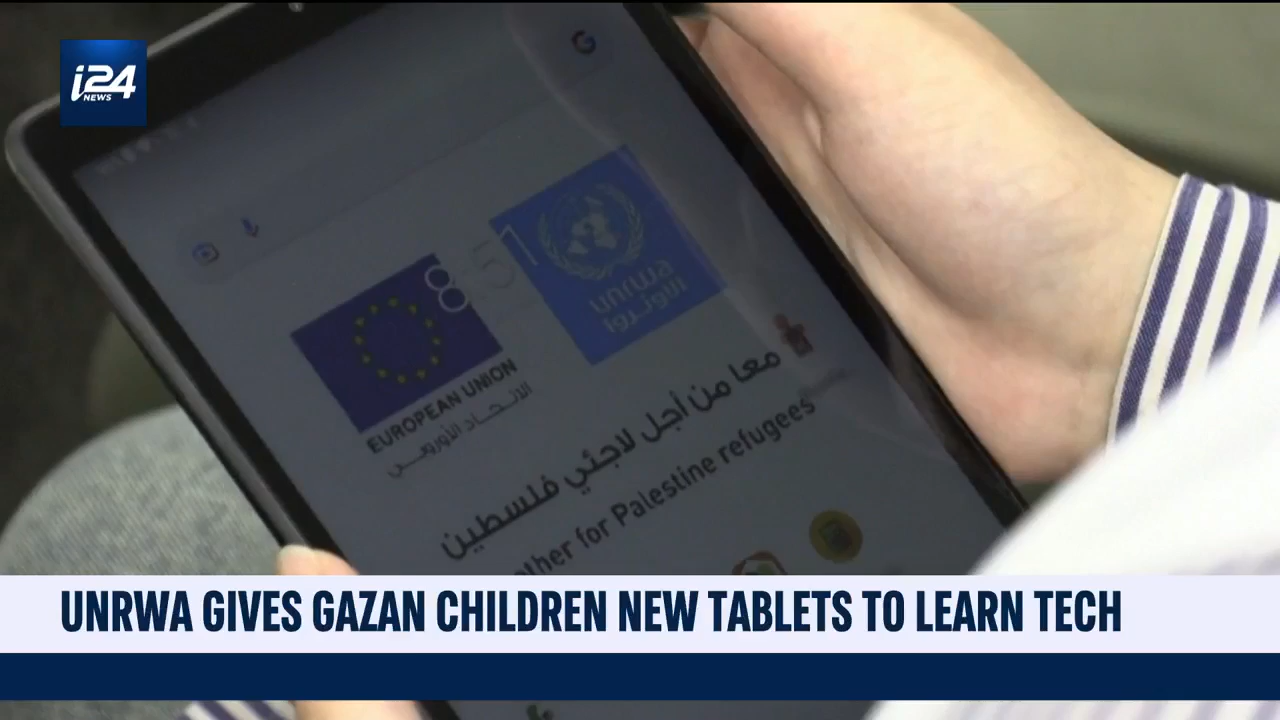 i24
NEWS
8:51
unrwa
الأونروا
EUROPEAN UNION
الاتحاد الأوروبي
معا من أجل لاجئي فلسطين
for Palestine refugees
UNRWA GIVES GAZAN CHILDREN NEW TABLETS TO LEARN TECH